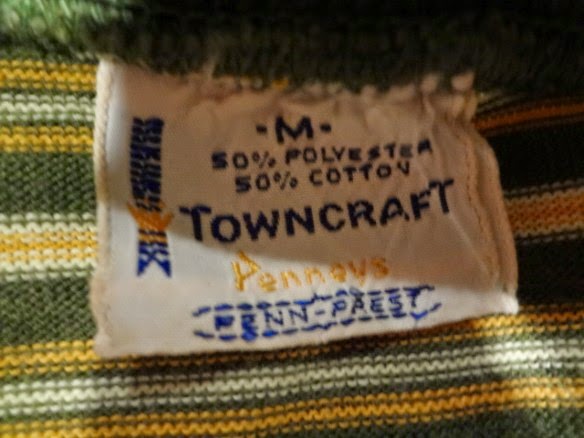 -M-
50% POLYESTER
50% COTTON
TOWNCRAFT
Penneys
PENN-PREST